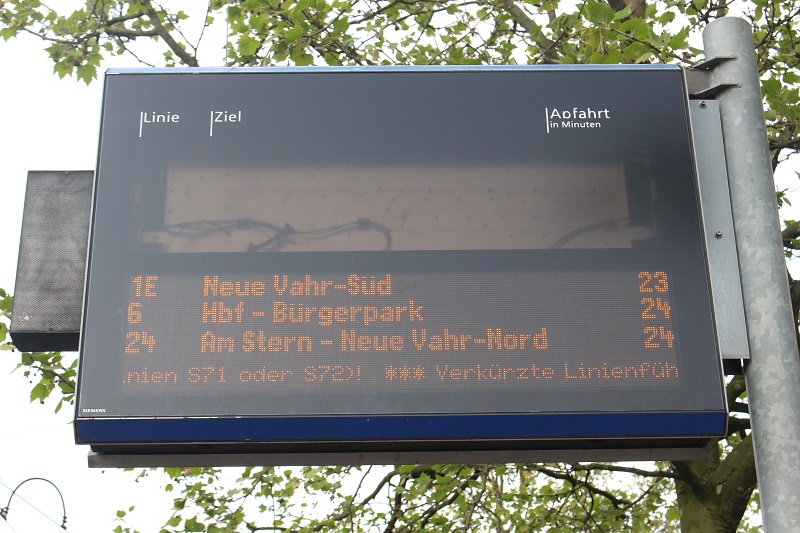 Linie Ziel Abfahrt
in Minuten
1E Neue Vahr-Süd 23
6 Hbf - Bürgerpark 24
24 Am Stern - Neue Vahr-Nord 24
nien S71 oder S72)! *** Verkürzte Linienfüh
SIEMENS